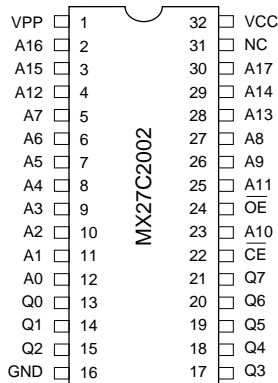 VPP 1 32 VCC
A16 2 31 NC
A15 3 30 A17
A12 4 29 A14
A7 5 28 A13
A6 6 27 A8
A5 7 26 A9
A4 8 25 A11
A3 9 24 OE
A2 10 23 A10
A1 11 22 CE
A0 12 21 Q7
Q0 13 20 Q6
Q1 14 19 Q5
Q2 15 18 Q4
GND 16 17 Q3
MX27C2002